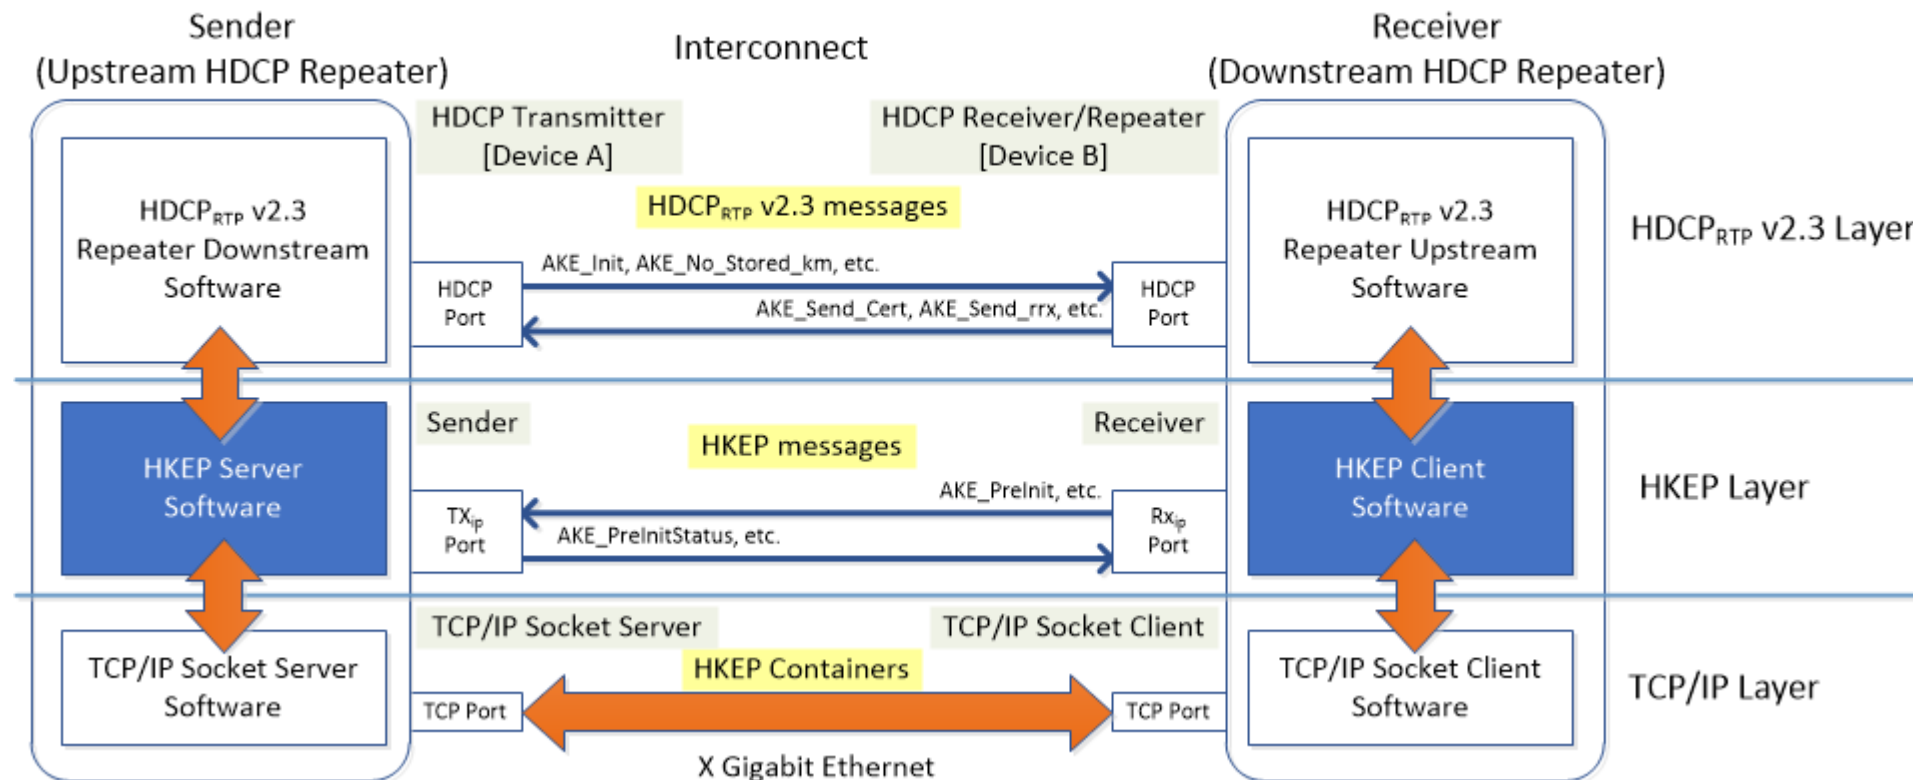 Sender
(Upstream HDCP Repeater)
Interconnect
Receiver
(Downstream HDCP Repeater)
HDCP Transmitter
[Device A]
HDCP Receiver/Repeater
[Device B]
HDCPRTP v2.3
Repeater Downstream
Software
HDCPRTP v2.3 messages
HDCPRTP v2.3
Repeater Upstream
Software
HDCPRTP v2.3 Layer
HDCP
Port
AKE_Init, AKE_No_Stored_km, etc.
AKE_Send_Cert, AKE_Send_rrx, etc.
HDCP
Port
Sender
HKEP messages
Receiver
HKEP Server
Software
HKEP Client
Software
HKEP Layer
TXip
Port
AKE_PreInit, etc.
AKE_PreInitStatus, etc.
Rxip
Port
TCP/IP Socket Server
TCP/IP Socket Client
TCP/IP Socket Server
Software
HKEP Containers
TCP/IP Socket Client
Software
TCP/IP Layer
TCP Port
TCP Port
X Gigabit Ethernet